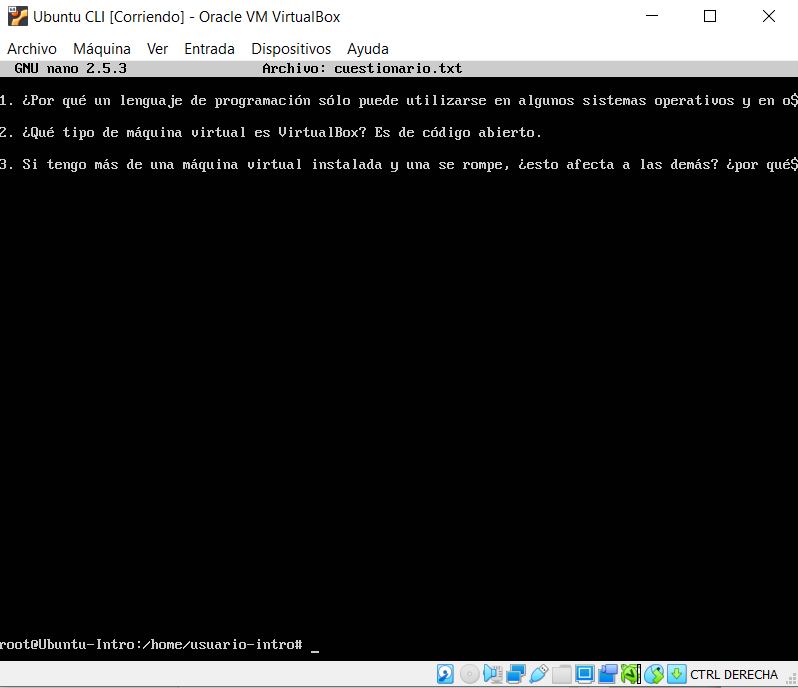 Ubuntu CLI [Corriendo] - Oracle VM VirtualBox
Archivo Máquina Ver Entrada Dispositivos Ayuda
GNU nano 2.5.3 Archivo: cuestionario.txt
1. ¿Por qué un lenguaje de programación sólo puede utilizarse en algunos sistemas operativos y en o$
2. ¿Qué tipo de máquina virtual es VirtualBox? Es de código abierto.
3. Si tengo más de una máquina virtual instalada y una se rompe, ¿esto afecta a las demás? ¿por qué$
root@Ubuntu-Intro:/home/usuario-intro# _
CTRL DERECHA